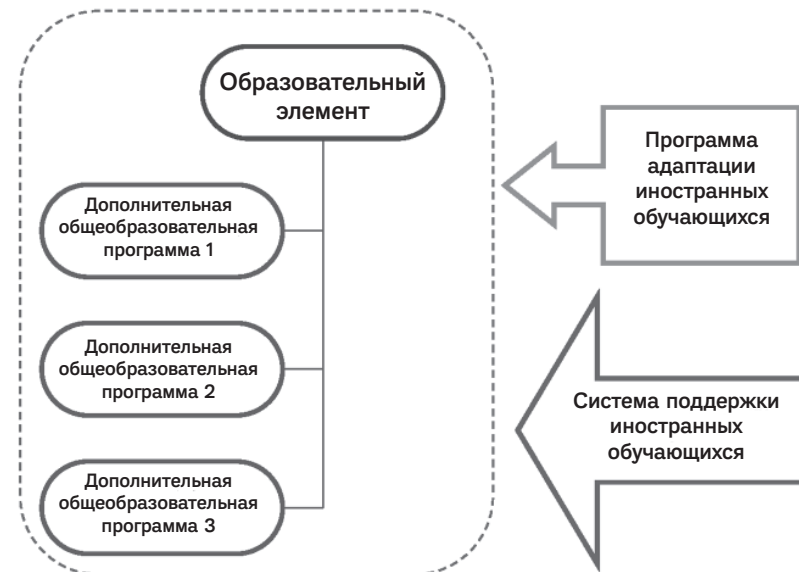 Образовательный
элемент
Дополнительная
общеобразовательная
программа 1
Дополнительная
общеобразовательная
программа 2
Дополнительная
общеобразовательная
программа 3
Программа
адаптации
иностранных
обучающихся
Система поддержки
иностранных
обучающихся